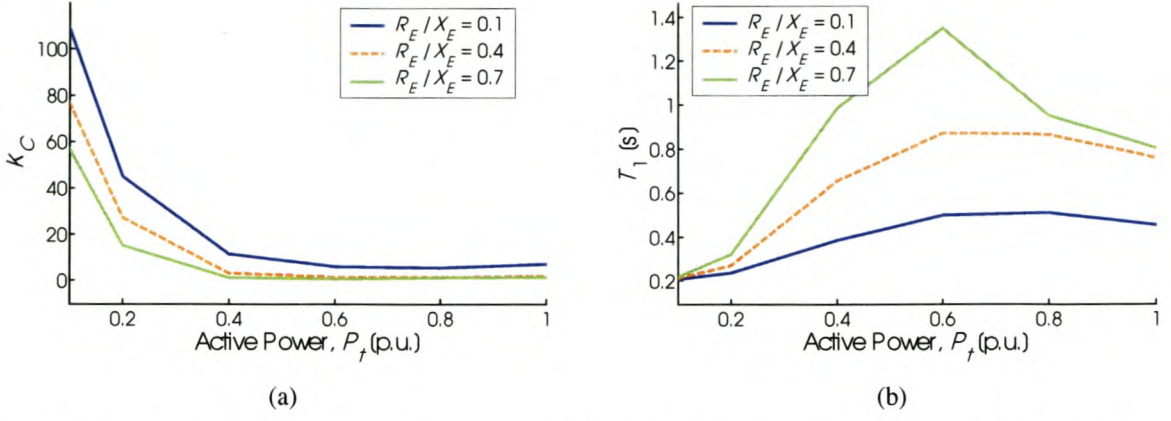 100
80
60
40
20
0
k_C
R_E / X_E = 0.1
R_E / X_E = 0.4
R_E / X_E = 0.7
0.2 0.4 0.6 0.8 1
Active Power, P_t (p.u.)
(a)
1.4
1.2
1
0.8
0.6
0.4
0.2
T_1 (s)
R_E / X_E = 0.1
R_E / X_E = 0.4
R_E / X_E = 0.7
0.2 0.4 0.6 0.8 1
Active Power, P_t (p.u.)
(b)